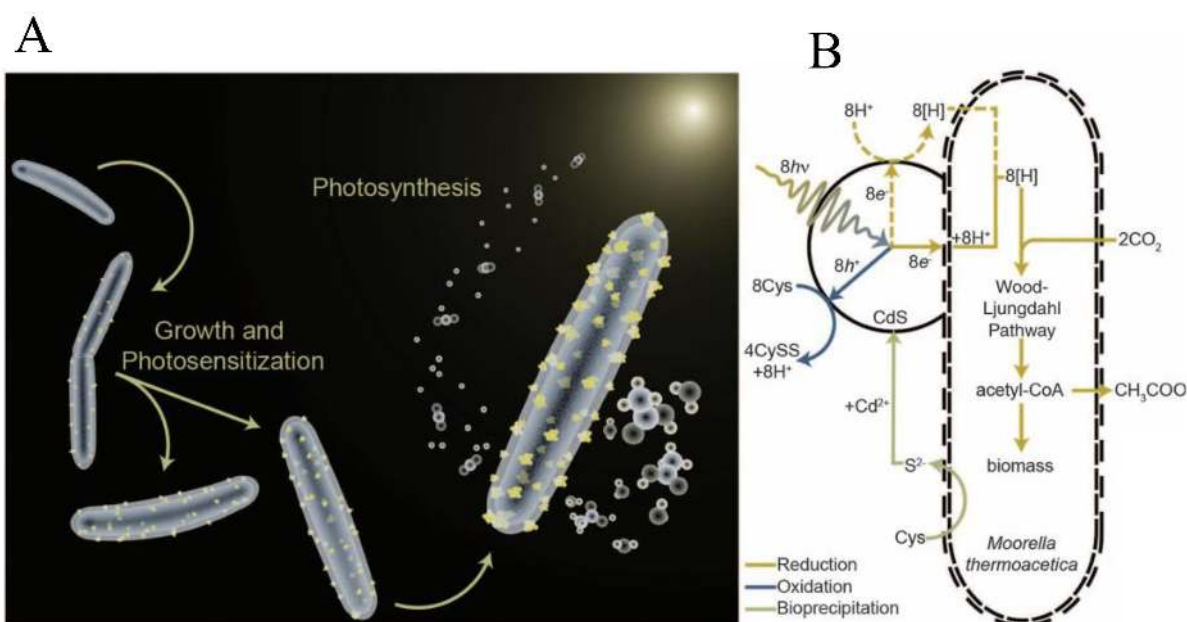 A
B
Photosynthesis
Growth and
Photosensitization
8H⁺
8[H]
8hν
8e⁻
8[H]
8h⁺
8e⁻
+8H⁺
2CO₂
8Cys
4CySS
+8H⁺
CdS
Wood-
Ljungdahl
Pathway
acetyl-CoA
CH₃COO
+Cd²⁺
biomass
S²⁻
Cys
Moorella
thermoacetica
Reduction
Oxidation
Bioprecipitation